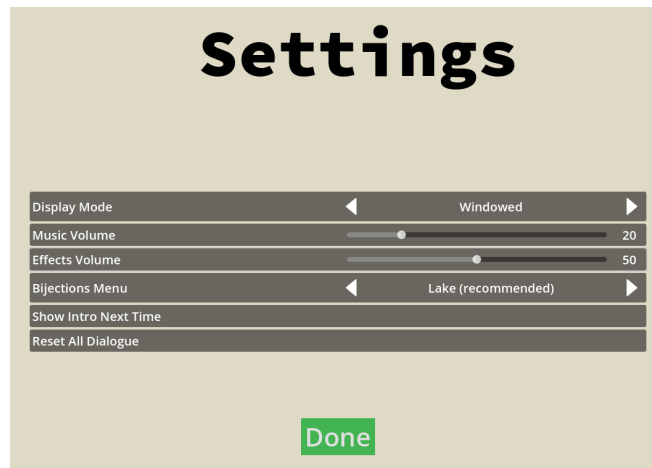 Settings
Display Mode Windowed
Music Volume 20
Effects Volume 50
Bijections Menu Lake (recommended)
Show Intro Next Time
Reset All Dialogue
Done